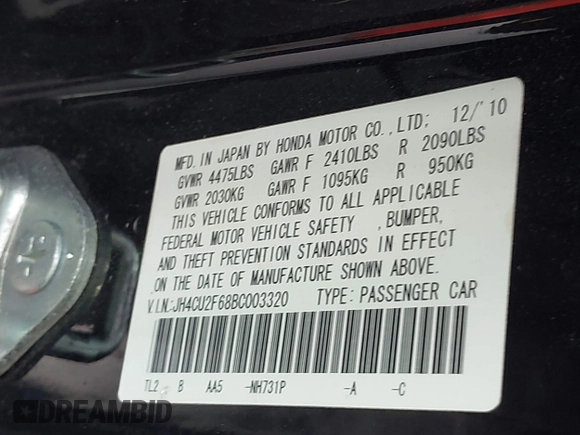 MFD. IN JAPAN BY HONDA MOTOR CO.,LTD; 12/'10
GVWR 4475LBS GAWR F 2410LBS R 2090LBS
GVWR 2030KG GAWR F 1095KG R 950KG
THIS VEHICLE CONFORMS TO ALL APPLICABLE
FEDERAL MOTOR VEHICLE SAFETY ,BUMPER,
AND THEFT PREVENTION STANDARDS IN EFFECT
ON THE DATE OF MANUFACTURE SHOWN ABOVE.
V.I.N.:JH4CU2F68BC003320 TYPE: PASSENGER CAR
TL2 B AA5 -NH731P -A -C
DREAMBID